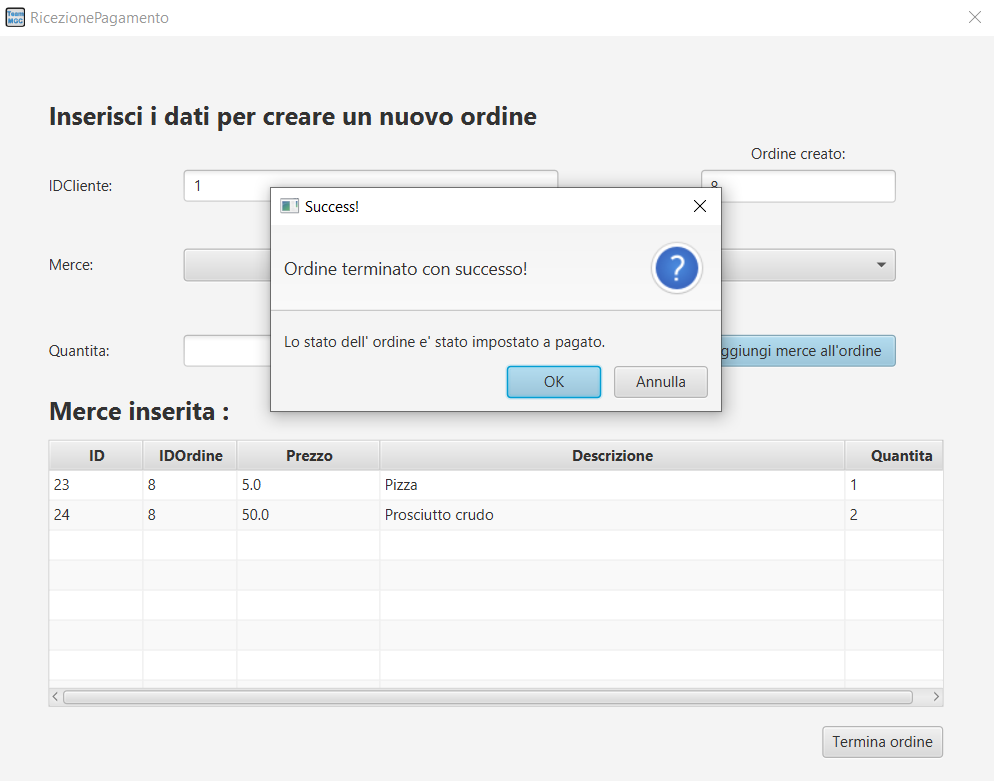 Team
MGC
RicezionePagamento
Inserisci i dati per creare un nuovo ordine
Ordine creato:
IDCliente: 1
Success!
Ordine terminato con successo!
?
Merce:
Lo stato dell' ordine e' stato impostato a pagato.
Quantita:
ggiungi merce all'ordine
OK Annulla
Merce inserita :
ID IDOrdine Prezzo Descrizione Quantita
23 8 5.0 Pizza 1
24 8 50.0 Prosciutto crudo 2
Termina ordine